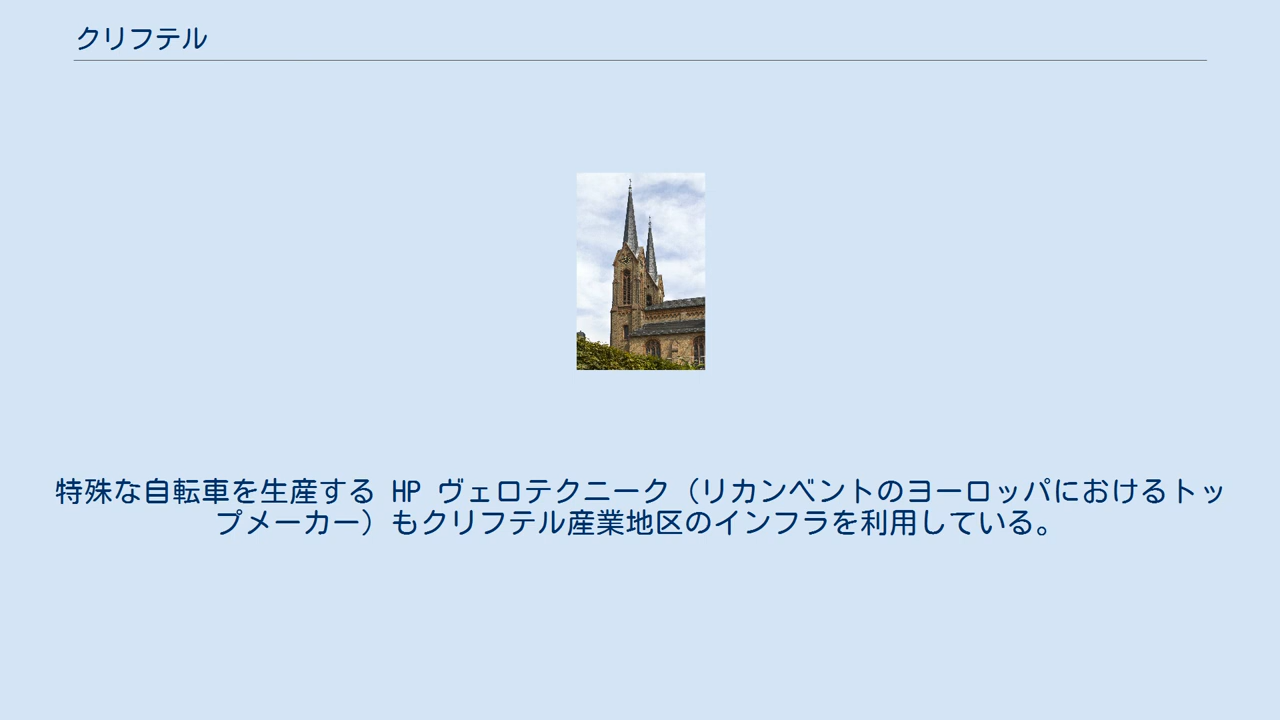 クリフテル
特殊な自転車を生産する HP ヴェロテクニーク（リカンベントのヨーロッパにおけるトッ
プメーカー）もクリフテル産業地区のインフラを利用している。